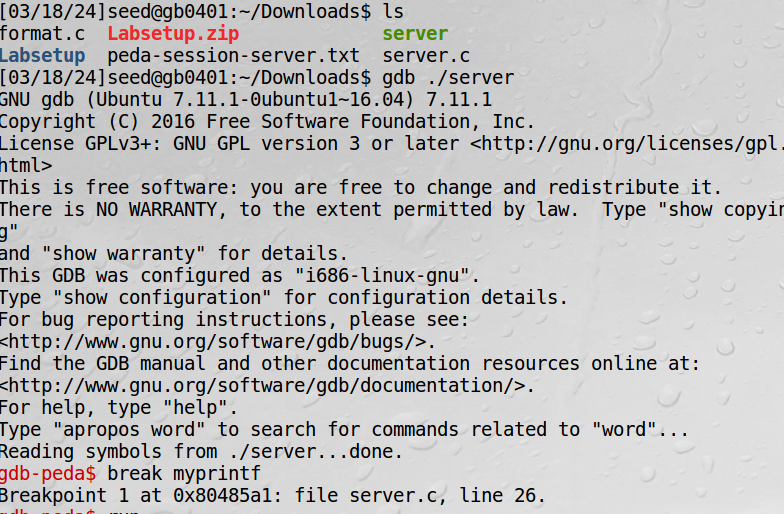 [03/18/24]seed@gb0401:~/Downloads$ ls
format.c  Labsetup.zip             server
Labsetup  peda-session-server.txt  server.c
[03/18/24]seed@gb0401:~/Downloads$ gdb ./server
GNU gdb (Ubuntu 7.11.1-0ubuntu1~16.04) 7.11.1
Copyright (C) 2016 Free Software Foundation, Inc.
License GPLv3+: GNU GPL version 3 or later <http://gnu.org/licenses/gpl.
html>
This is free software: you are free to change and redistribute it.
There is NO WARRANTY, to the extent permitted by law.  Type "show copyin
g"
and "show warranty" for details.
This GDB was configured as "i686-linux-gnu".
Type "show configuration" for configuration details.
For bug reporting instructions, please see:
<http://www.gnu.org/software/gdb/bugs/>.
Find the GDB manual and other documentation resources online at:
<http://www.gnu.org/software/gdb/documentation/>.
For help, type "help".
Type "apropos word" to search for commands related to "word"...
Reading symbols from ./server...done.
gdb-peda$ break myprintf
Breakpoint 1 at 0x80485a1: file server.c, line 26.